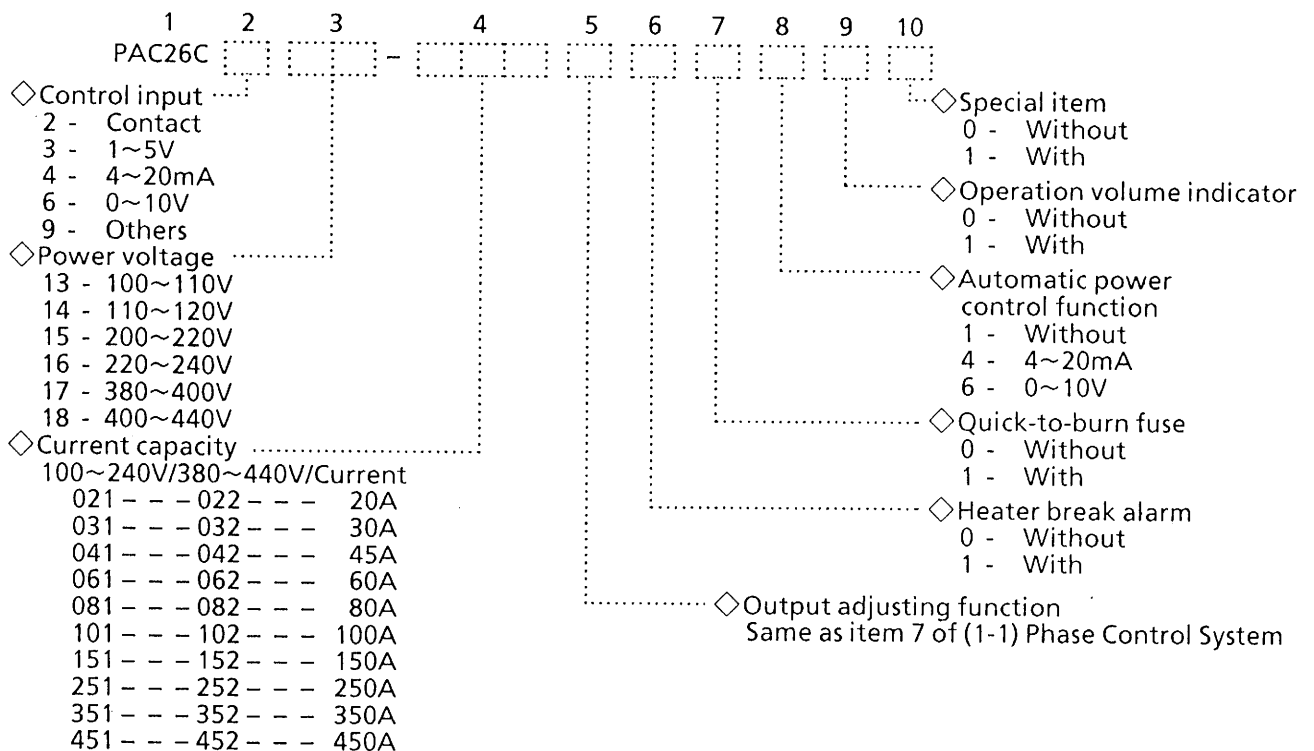 1 2 3 4 5 6 7 8 9 10
PAC26C –
◇Control input
2 - Contact
3 - 1~5V
4 - 4~20mA
6 - 0~10V
9 - Others
◇Power voltage
13 - 100~110V
14 - 110~120V
15 - 200~220V
16 - 220~240V
17 - 380~400V
18 - 400~440V
◇Current capacity
100~240V/380~440V/Current
021 – – – 022 – – – 20A
031 – – – 032 – – – 30A
041 – – – 042 – – – 45A
061 – – – 062 – – – 60A
081 – – – 082 – – – 80A
101 – – – 102 – – – 100A
151 – – – 152 – – – 150A
251 – – – 252 – – – 250A
351 – – – 352 – – – 350A
451 – – – 452 – – – 450A
◇Special item
0 - Without
1 - With
◇Operation volume indicator
0 - Without
1 - With
◇Automatic power
control function
1 - Without
4 - 4~20mA
6 - 0~10V
◇Quick-to-burn fuse
0 - Without
1 - With
◇Heater break alarm
0 - Without
1 - With
◇Output adjusting function
Same as item 7 of (1-1) Phase Control System